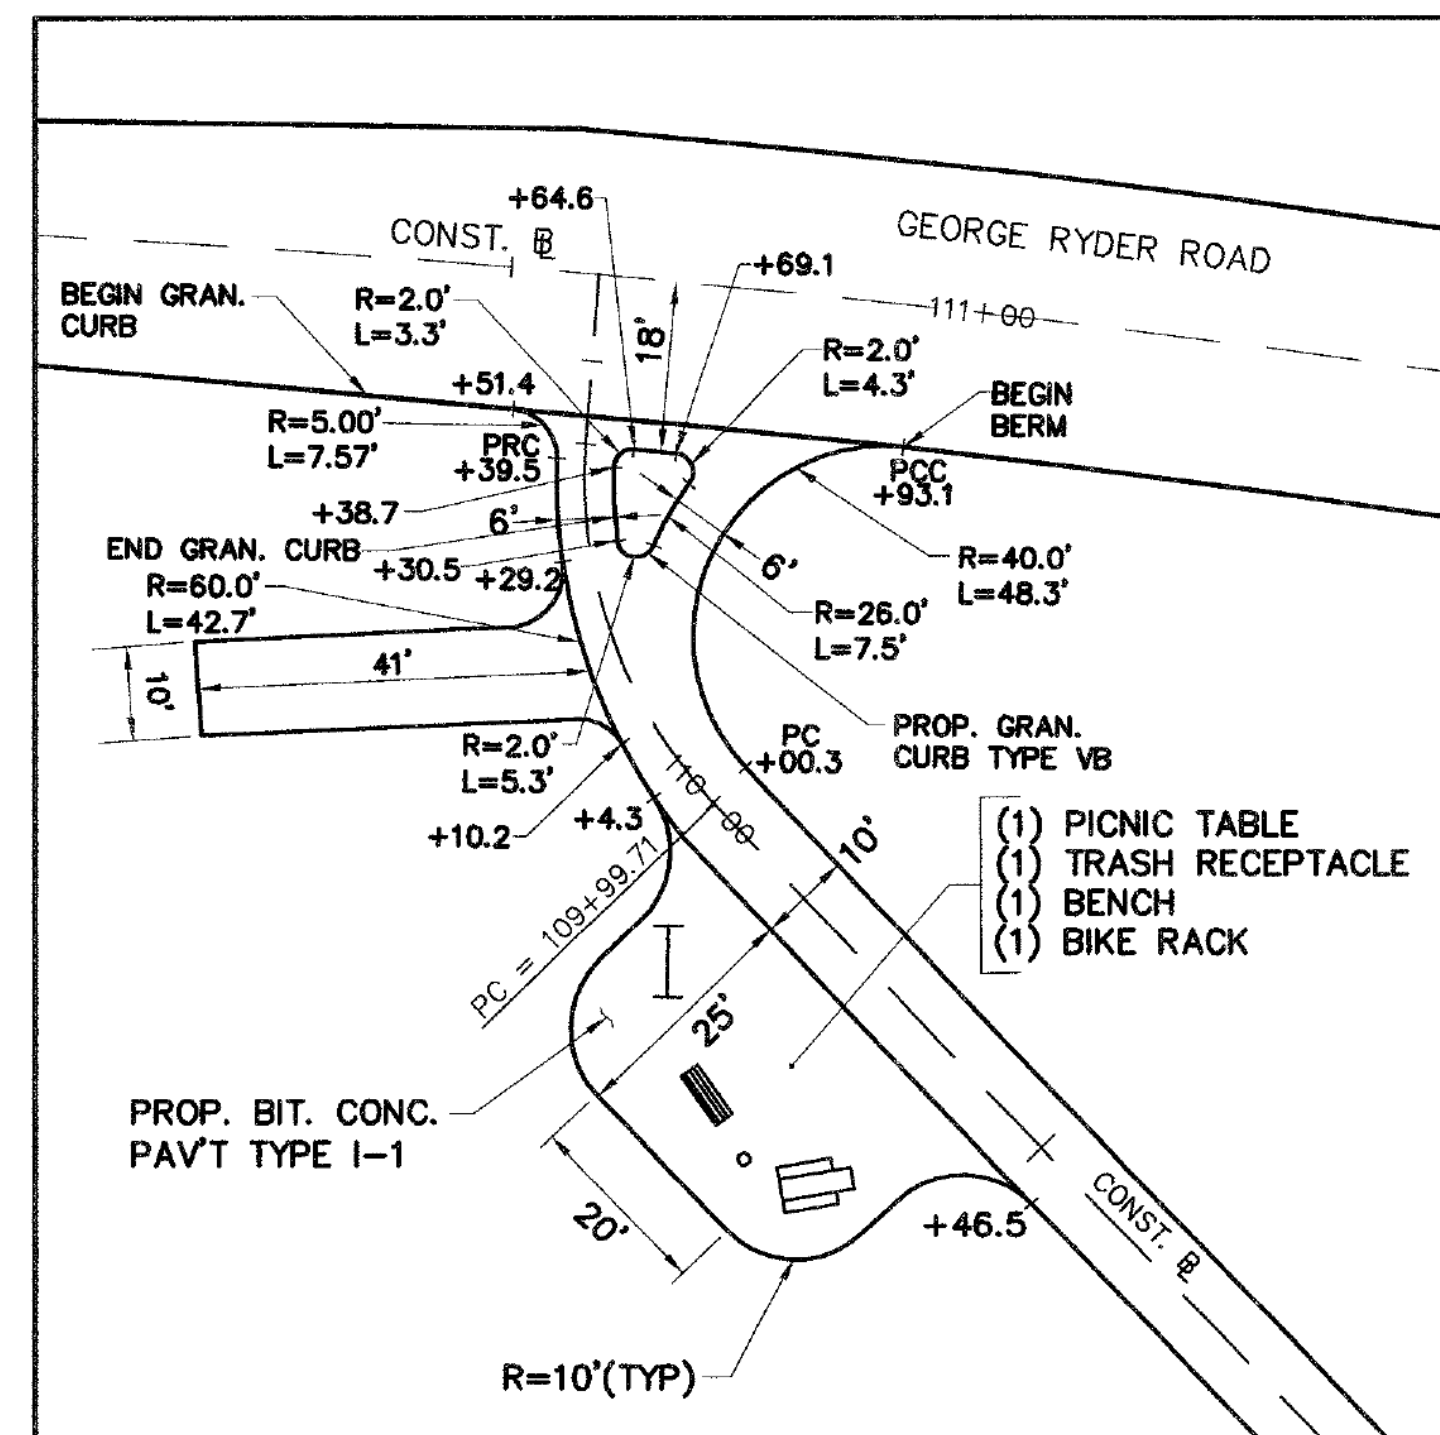 +64.6
CONST. BL
GEORGE RYDER ROAD
+69.1
BEGIN GRAN.
CURB
R=2.0'
L=3.3'
18'
111+00
R=2.0'
L=4.3'
+51.4
BEGIN
BERM
R=5.00'
L=7.57'
PRC
+39.5
PCC
+93.1
+38.7
6'
END GRAN. CURB
+30.5
+29.2
6'
R=40.0'
L=48.3'
R=60.0'
L=42.7'
R=26.0'
L=7.5'
41'
10'
R=2.0'
L=5.3'
PC
+00.3
PROP. GRAN.
CURB TYPE VB
110+00
+10.2
+4.3
10'
(1) PICNIC TABLE
(1) TRASH RECEPTACLE
(1) BENCH
(1) BIKE RACK
PC = 109+99.71
25'
PROP. BIT. CONC.
PAV'T TYPE I-1
20'
+46.5
CONST. BL
R=10'(TYP)